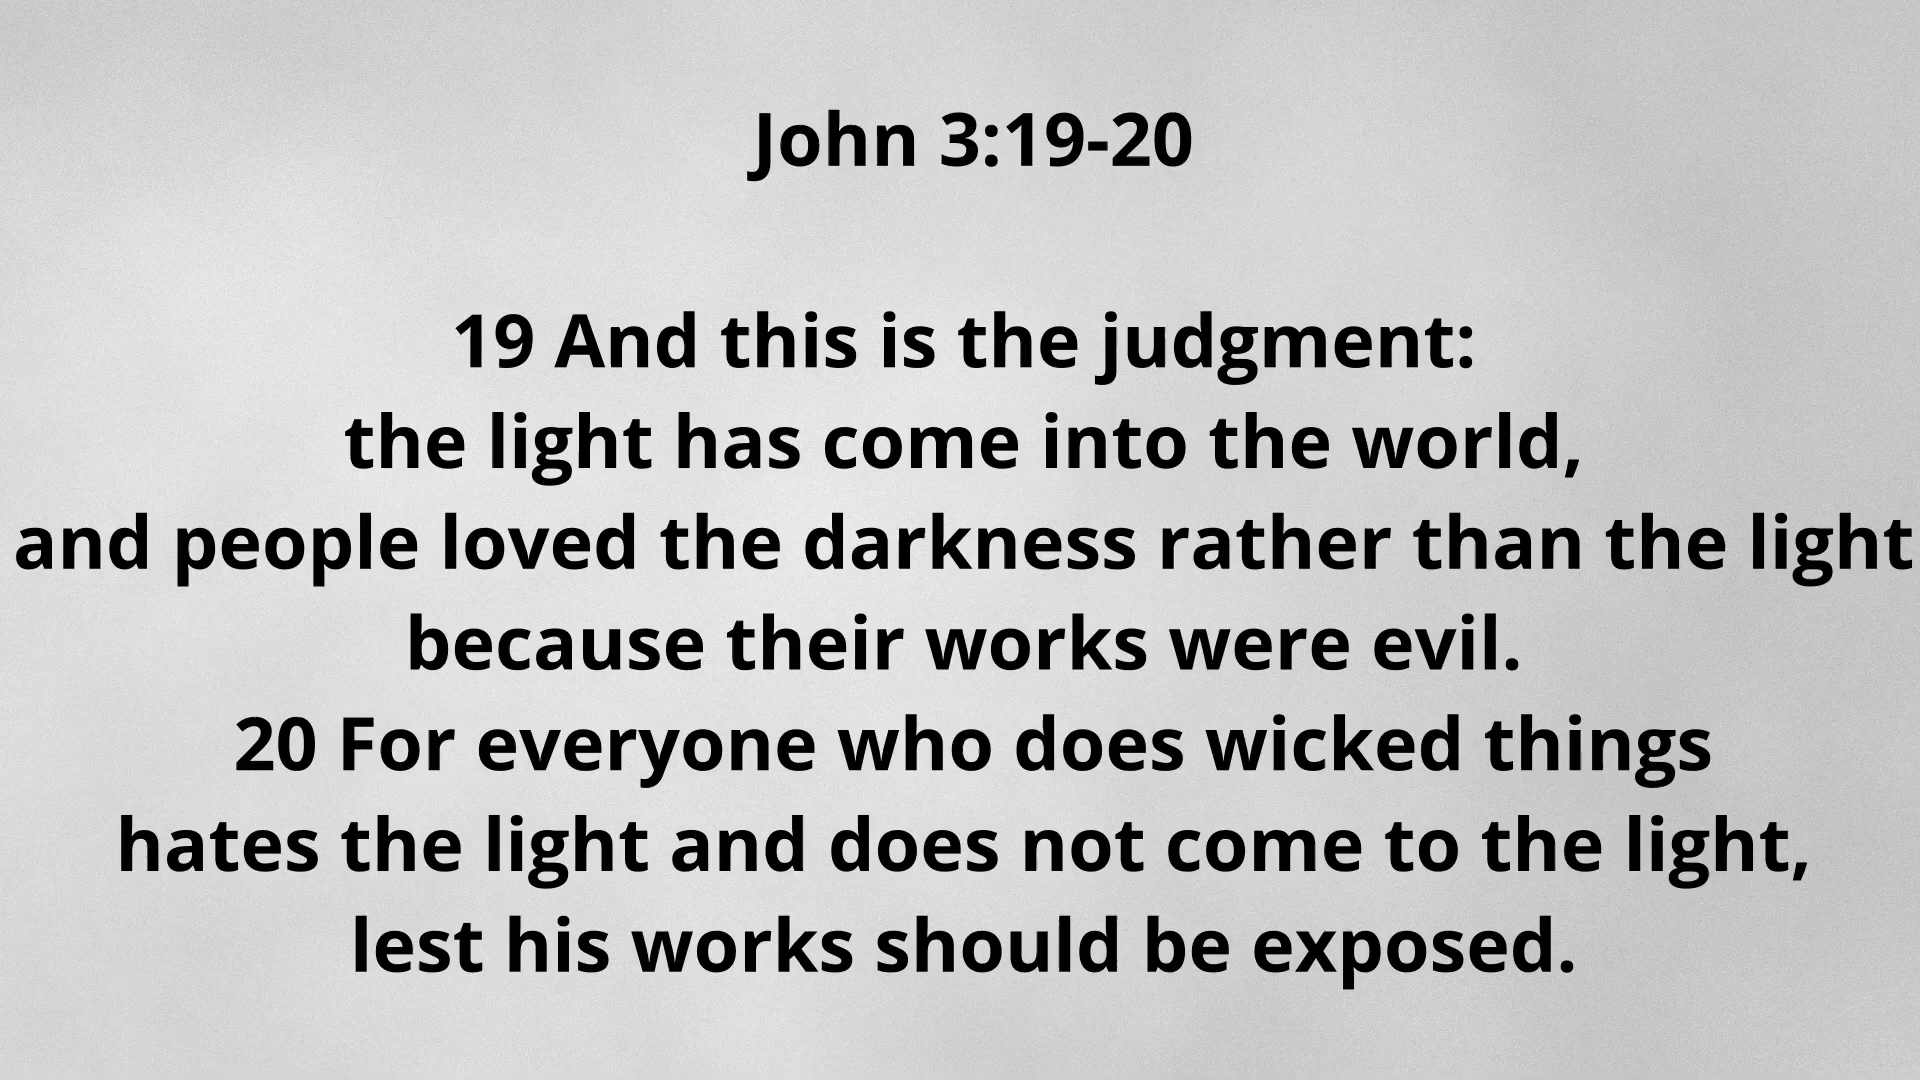 John 3:19-20
19 And this is the judgment:
the light has come into the world,
and people loved the darkness rather than the light
because their works were evil.
20 For everyone who does wicked things
hates the light and does not come to the light,
lest his works should be exposed.